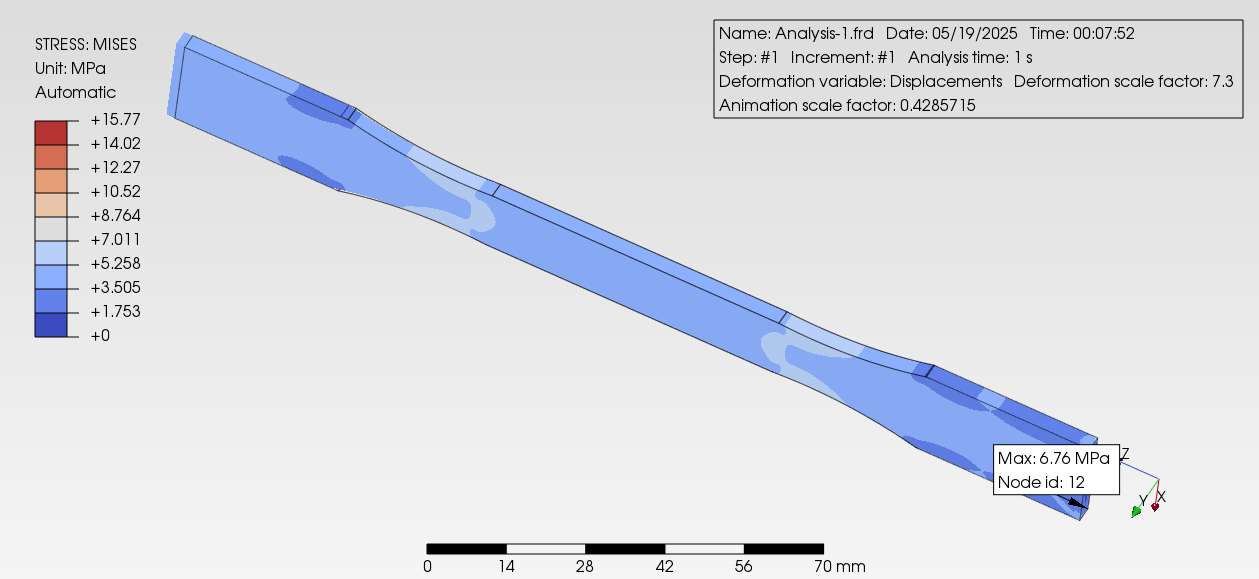 STRESS: MISES
Unit: MPa
Automatic
+15.77
+14.02
+12.27
+10.52
+8.764
+7.011
+5.258
+3.505
+1.753
+0
Name: Analysis-1.frd   Date: 05/19/2025   Time: 00:07:52
Step: #1   Increment: #1   Analysis time: 1 s
Deformation variable: Displacements   Deformation scale factor: 7.3
Animation scale factor: 0.4285715
Max: 6.76 MPa
Node id: 12
Z
Y
X
0 14 28 42 56 70 mm